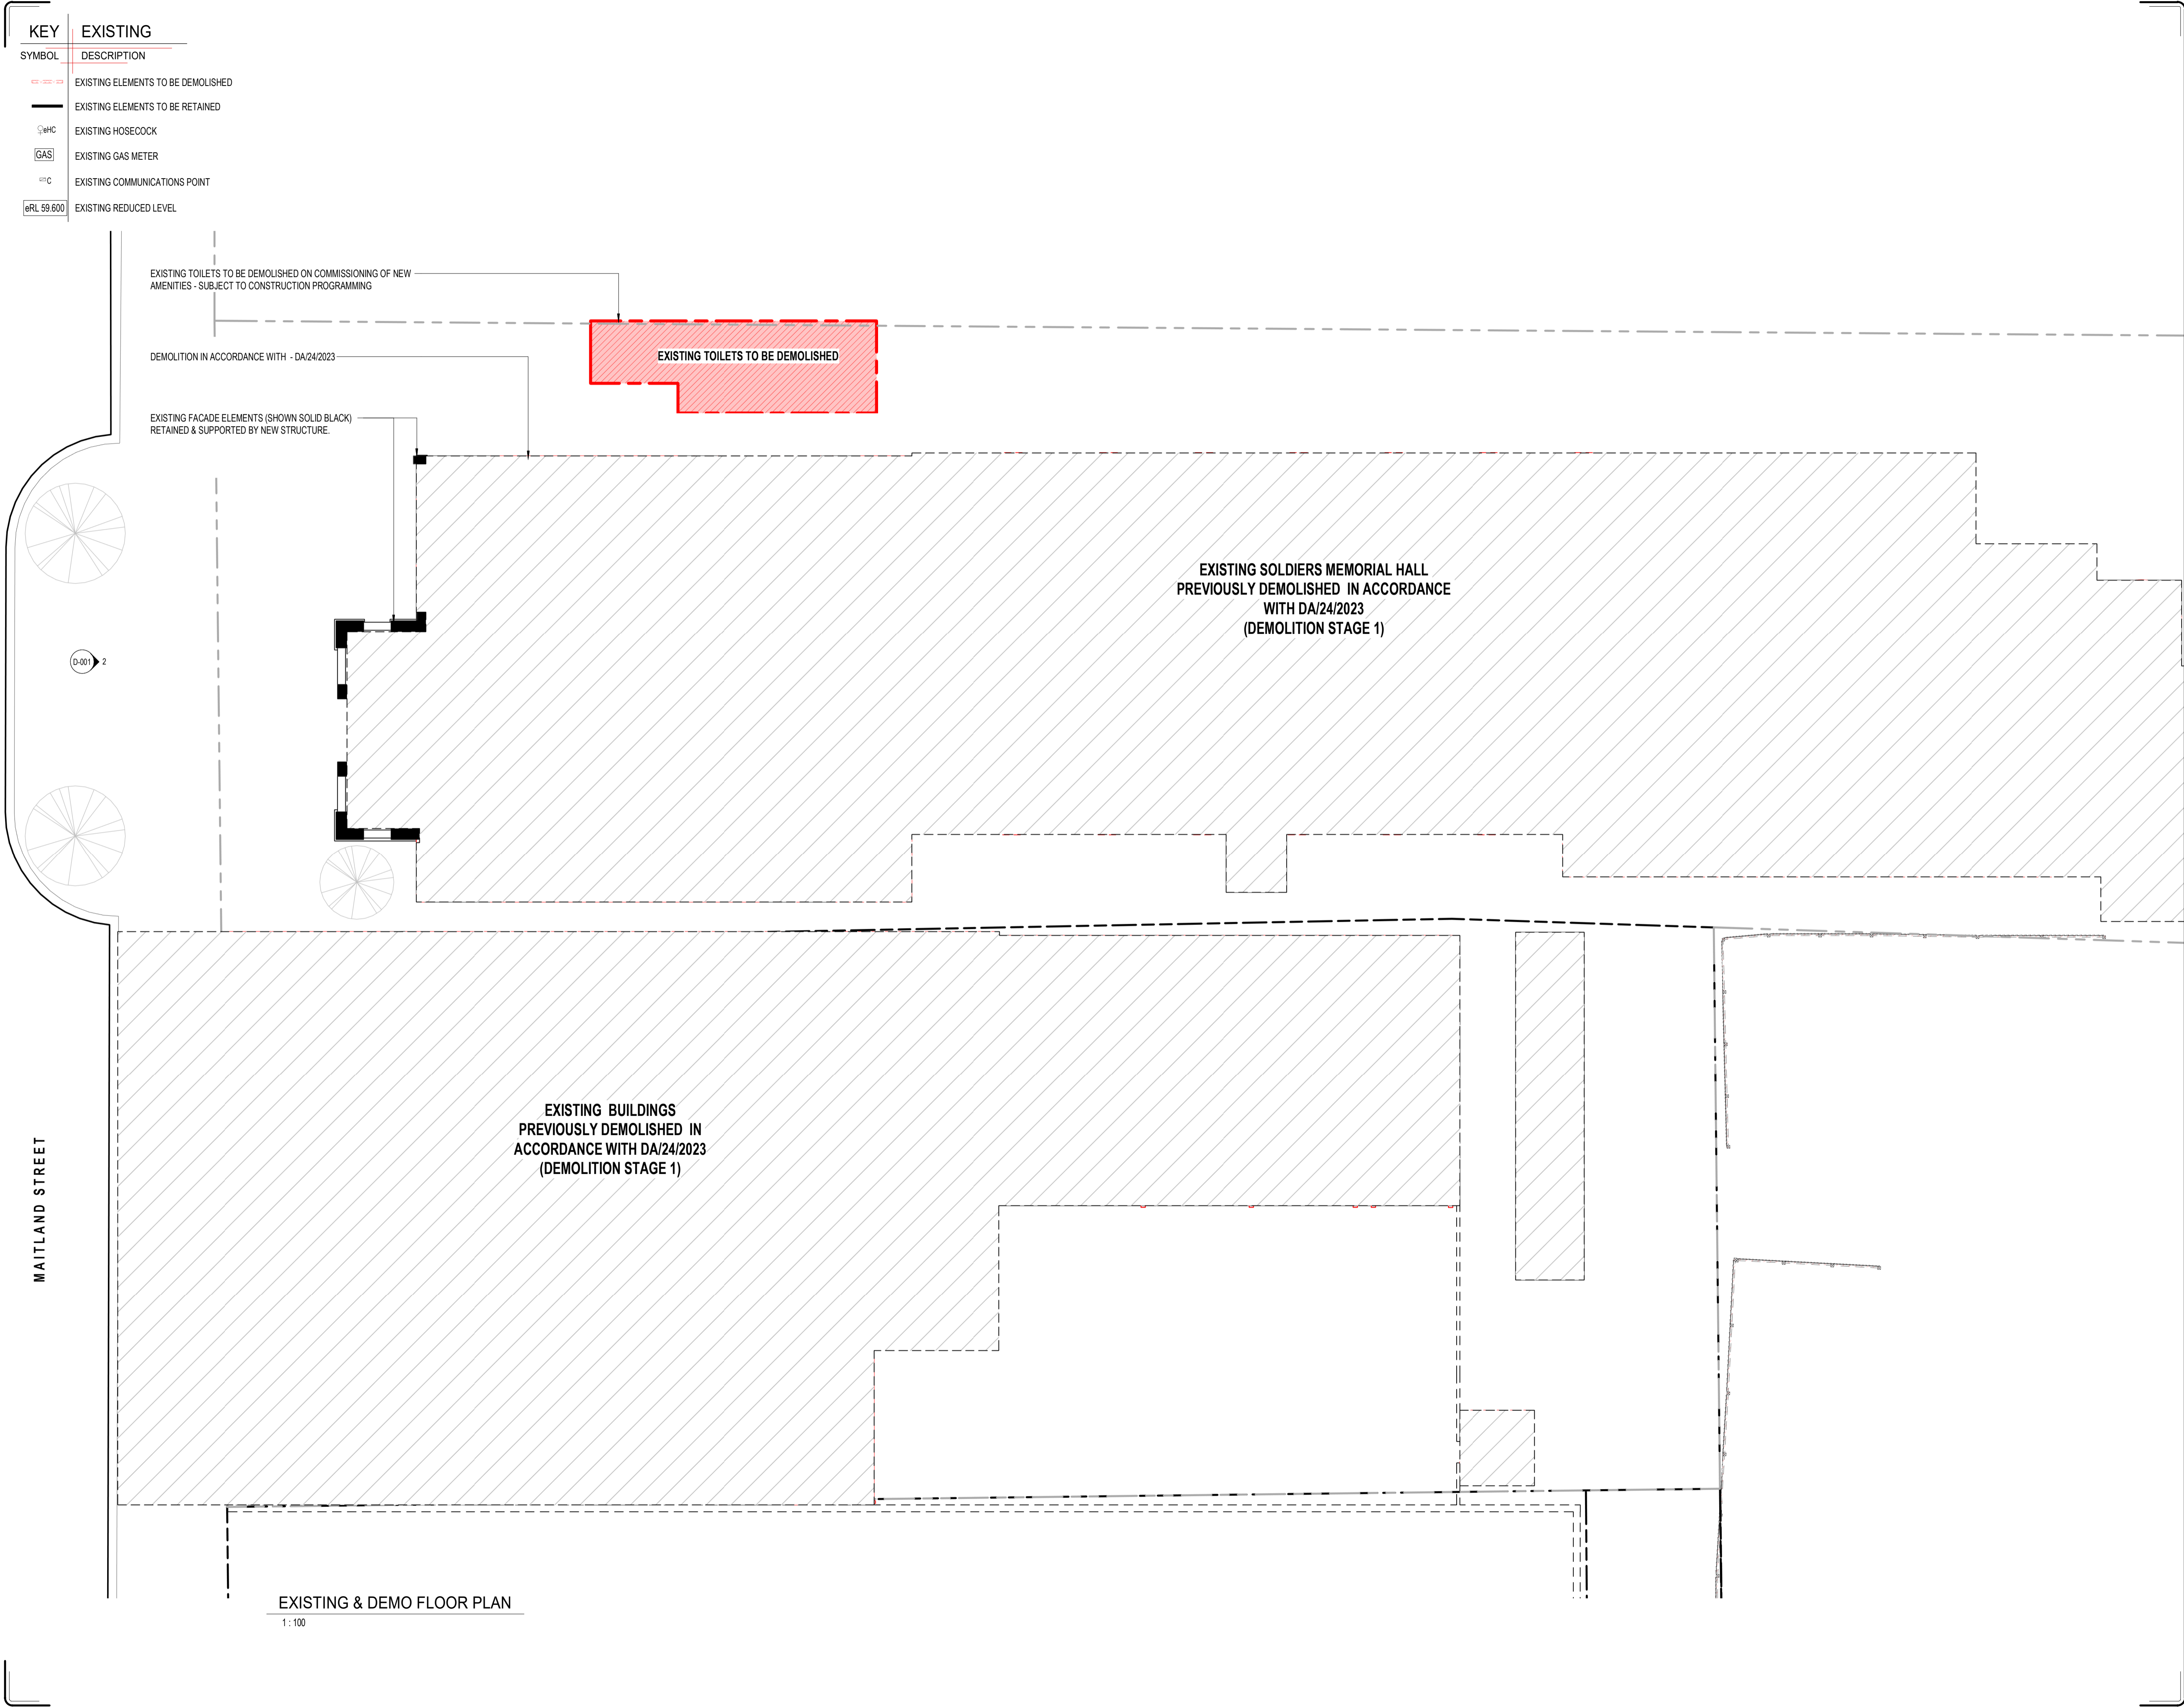 KEY EXISTING
SYMBOL DESCRIPTION
EXISTING ELEMENTS TO BE DEMOLISHED
EXISTING ELEMENTS TO BE RETAINED
eHC EXISTING HOSECOCK
GAS EXISTING GAS METER
C EXISTING COMMUNICATIONS POINT
eRL 59.600 EXISTING REDUCED LEVEL
EXISTING TOILETS TO BE DEMOLISHED ON COMMISSIONING OF NEW
AMENITIES - SUBJECT TO CONSTRUCTION PROGRAMMING
EXISTING TOILETS TO BE DEMOLISHED
DEMOLITION IN ACCORDANCE WITH - DA/24/2023
EXISTING FACADE ELEMENTS (SHOWN SOLID BLACK)
RETAINED & SUPPORTED BY NEW STRUCTURE.
EXISTING SOLDIERS MEMORIAL HALL
PREVIOUSLY DEMOLISHED IN ACCORDANCE
WITH DA/24/2023
(DEMOLITION STAGE 1)
D-001 2
EXISTING BUILDINGS
PREVIOUSLY DEMOLISHED IN
ACCORDANCE WITH DA/24/2023
(DEMOLITION STAGE 1)
MAITLAND STREET
EXISTING & DEMO FLOOR PLAN
1 : 100